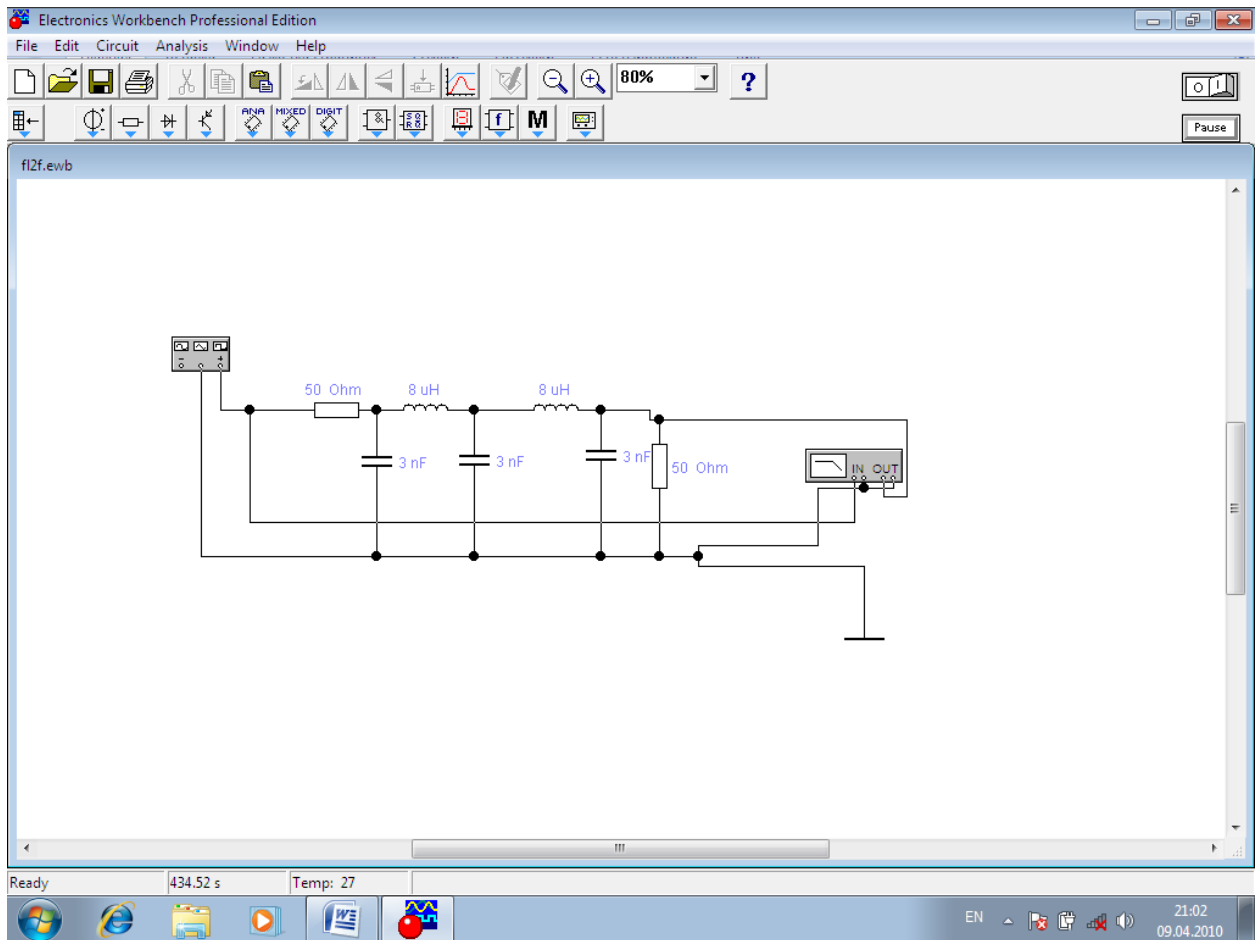 Electronics Workbench Professional Edition
File Edit Circuit Analysis Window Help
80%
?
ANA MIXED DIGIT
& f M
Pause
fl2f.ewb
50 Ohm 8 uH 8 uH
3 nF 3 nF 3 nF 50 Ohm
IN OUT
Ready 434.52 s Temp: 27
EN 21:02
09.04.2010